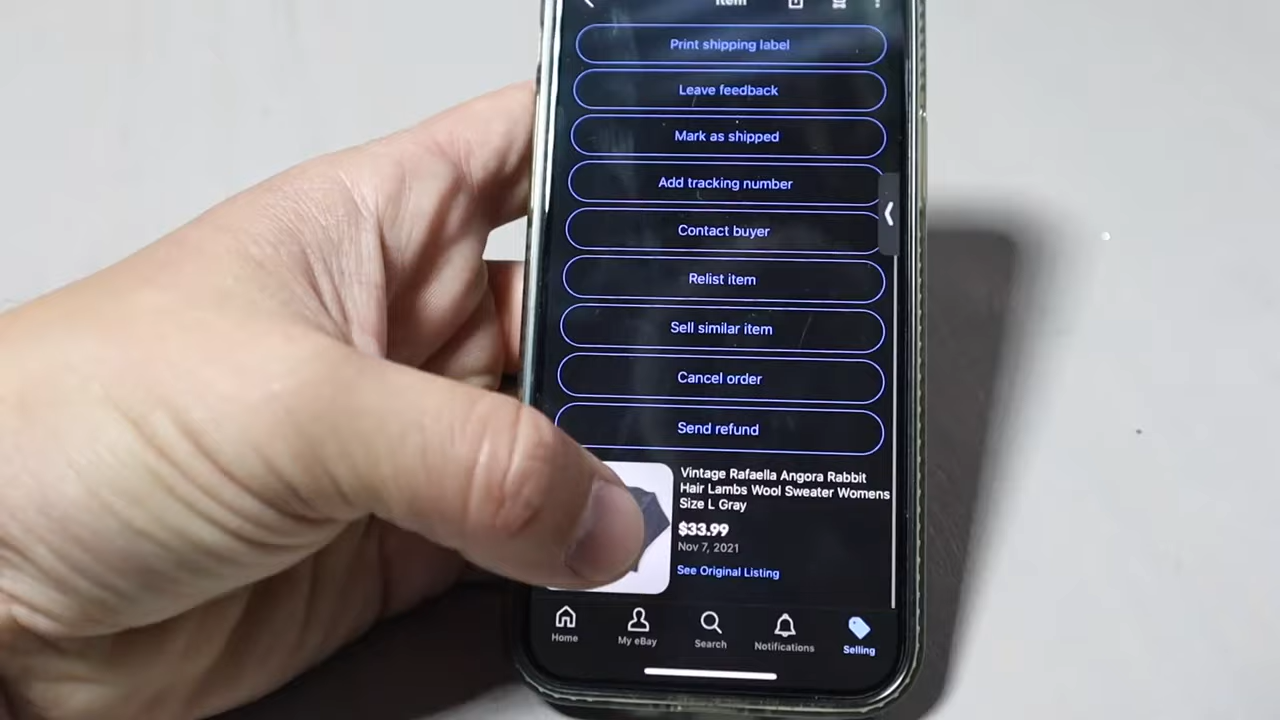 Item
Print shipping label
Leave feedback
Mark as shipped
Add tracking number
Contact buyer
Relist item
Sell similar item
Cancel order
Send refund
Vintage Rafaella Angora Rabbit
Hair Lambs Wool Sweater Womens
Size L Gray
$33.99
Nov 7, 2021
See Original Listing
Home
My eBay
Search
Notifications
Selling